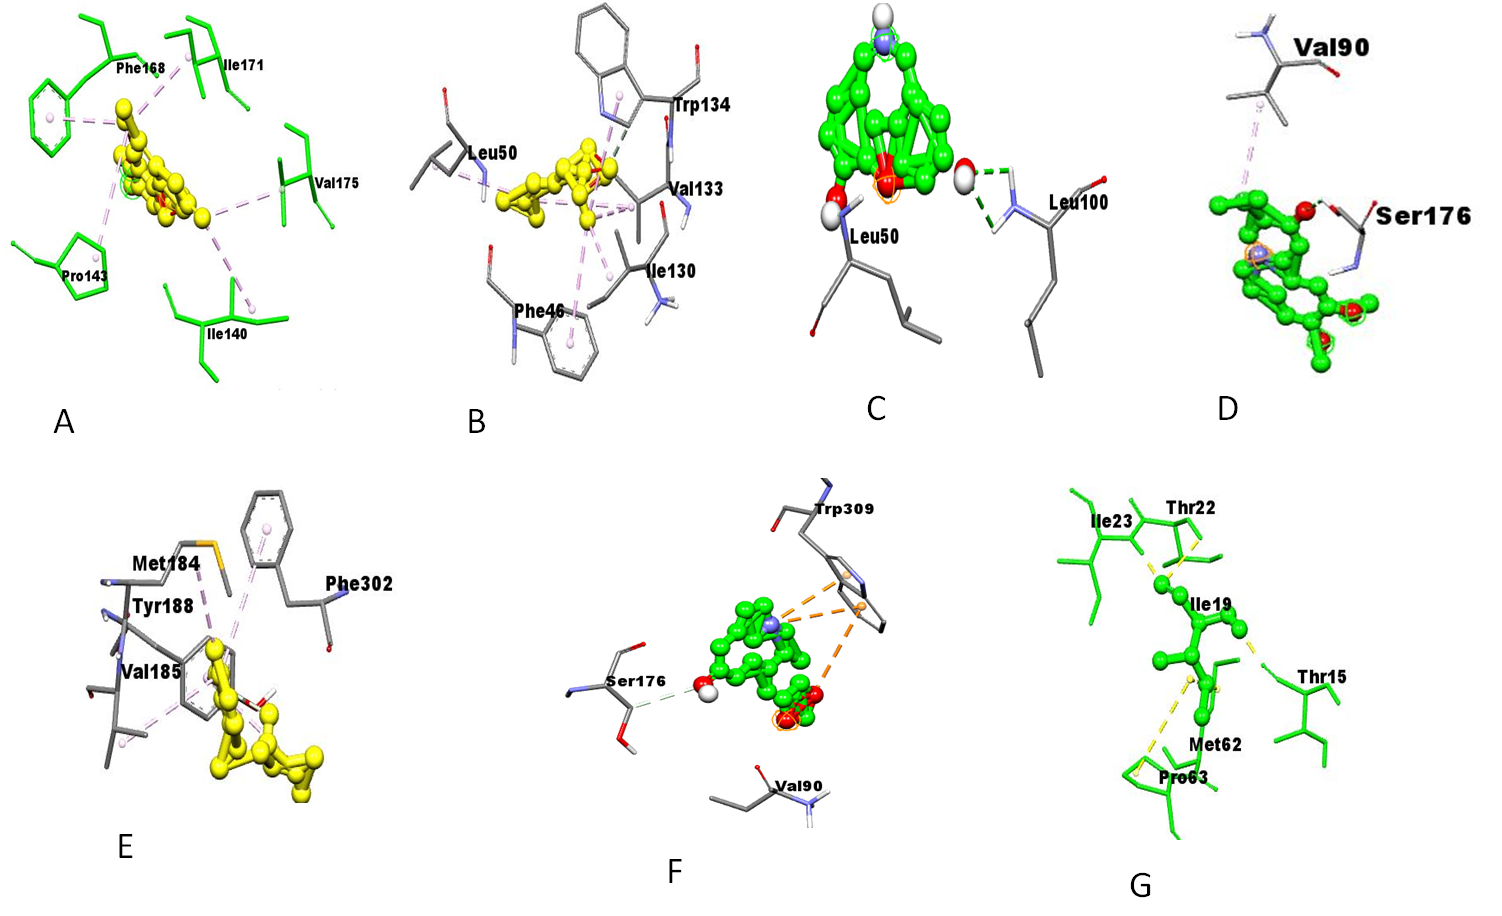 Phe168
Ile171
Val175
Pro143
Ile140
A
Trp134
Leu50
Val133
Ile130
Phe46
B
Leu50
Leu100
C
Val90
Ser176
D
Met184
Phe302
Tyr188
Val185
E
Trp309
Ser176
Val90
F
Thr22
Ile23
Ile19
Thr15
Met62
Pro63
G